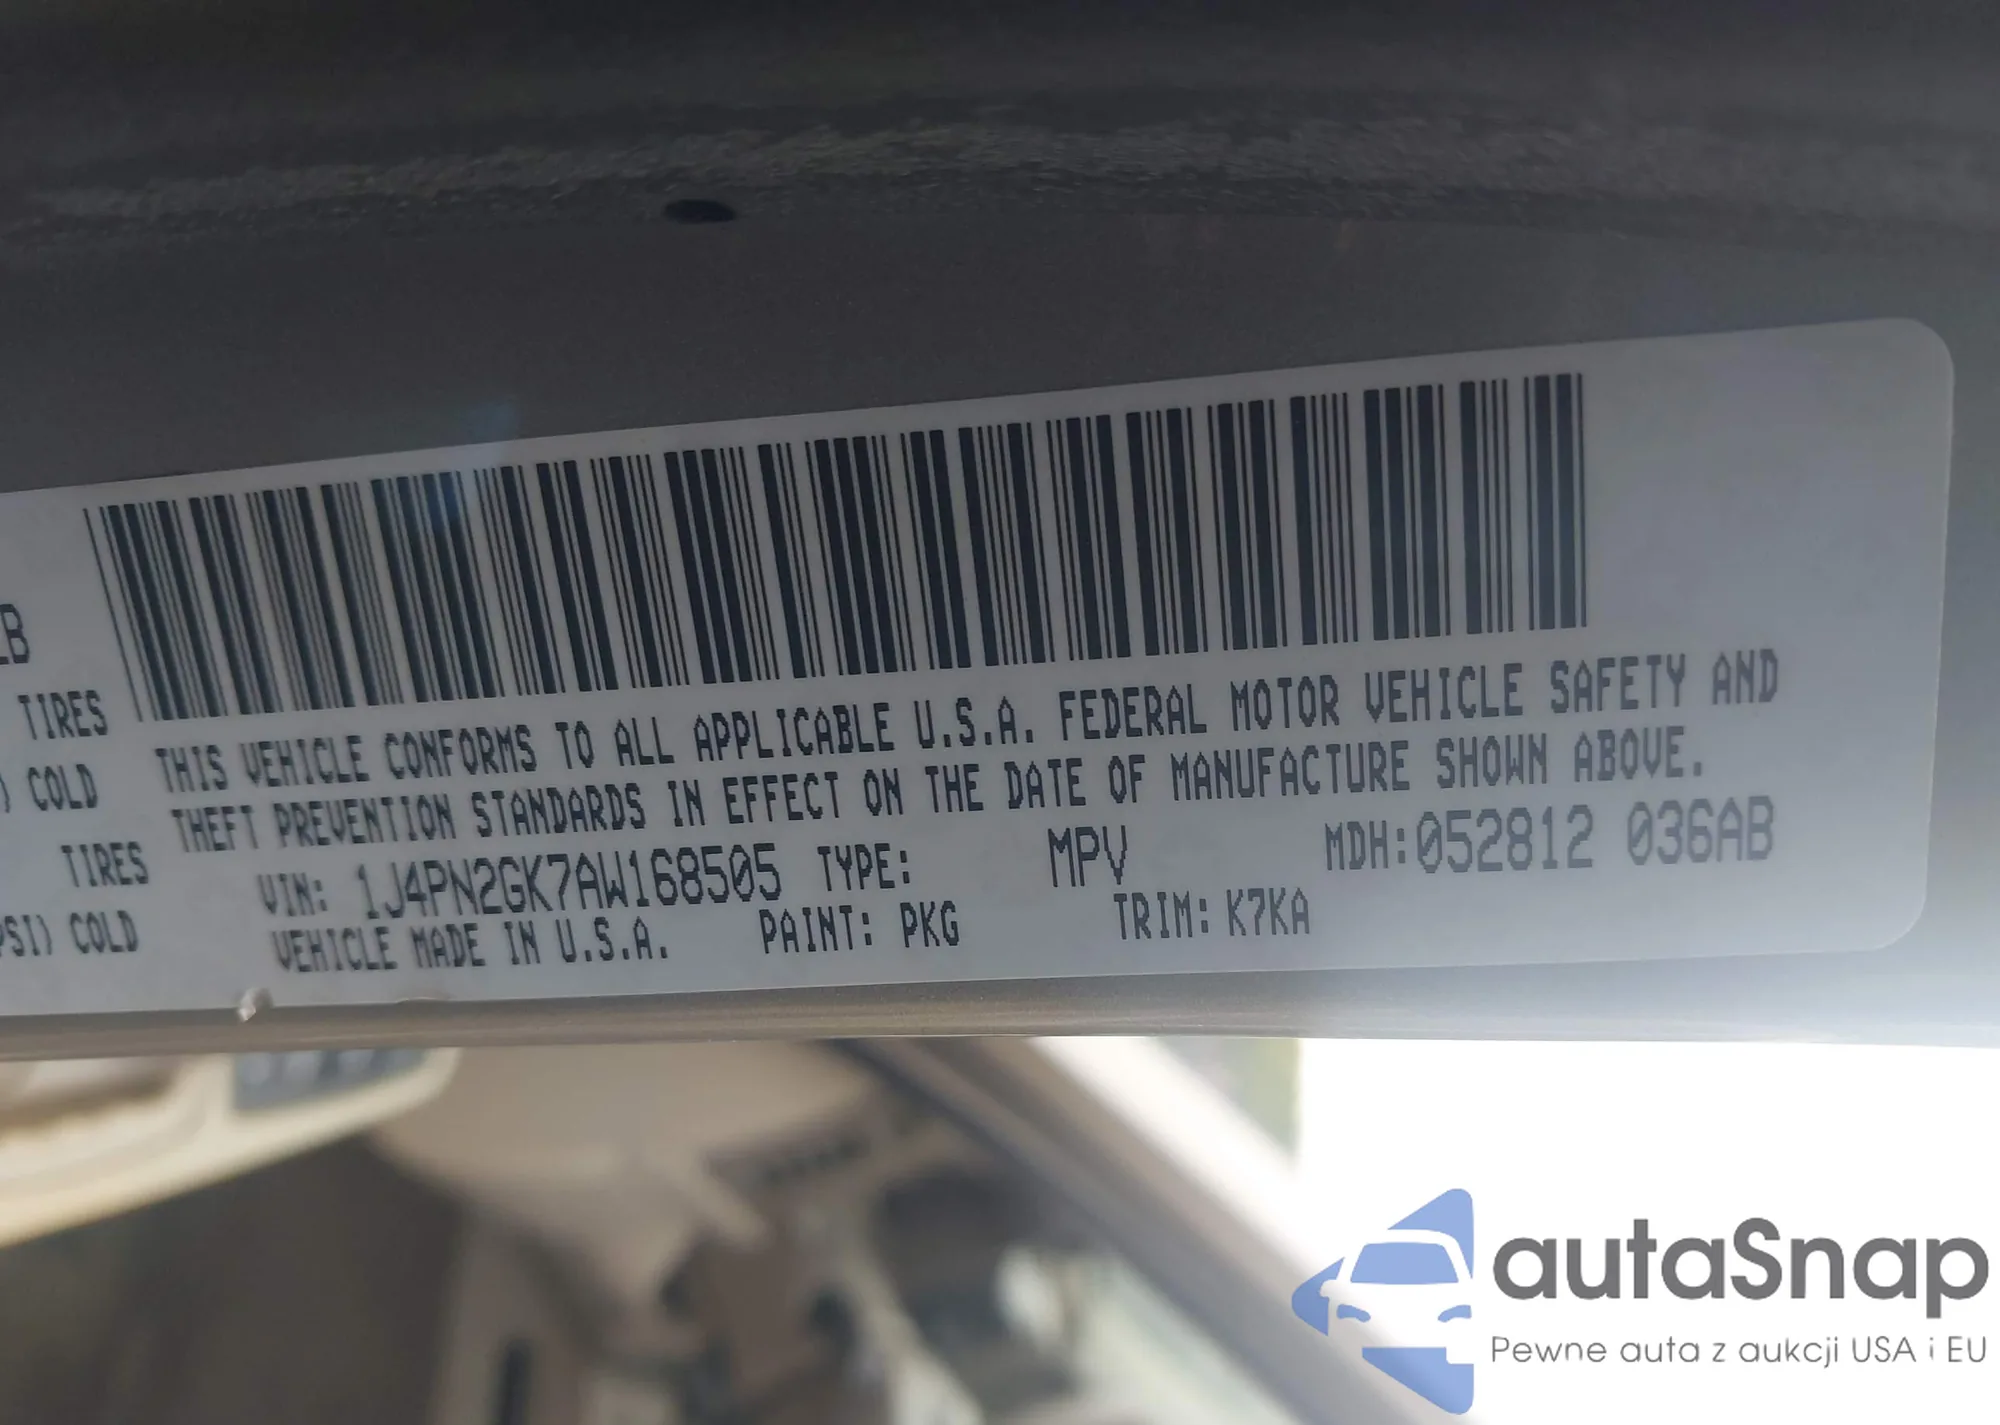 LB
TIRES
) COLD
TIRES
PSI) COLD
THIS VEHICLE CONFORMS TO ALL APPLICABLE U.S.A. FEDERAL MOTOR VEHICLE SAFETY AND
THEFT PREVENTION STANDARDS IN EFFECT ON THE DATE OF MANUFACTURE SHOWN ABOVE.
VIN: 1J4PN2GK7AW168505 TYPE: MPV MDH:052812 036AB
VEHICLE MADE IN U.S.A. PAINT: PKG TRIM: K7KA
autaSnap
Pewne auta z aukcji USA i EU